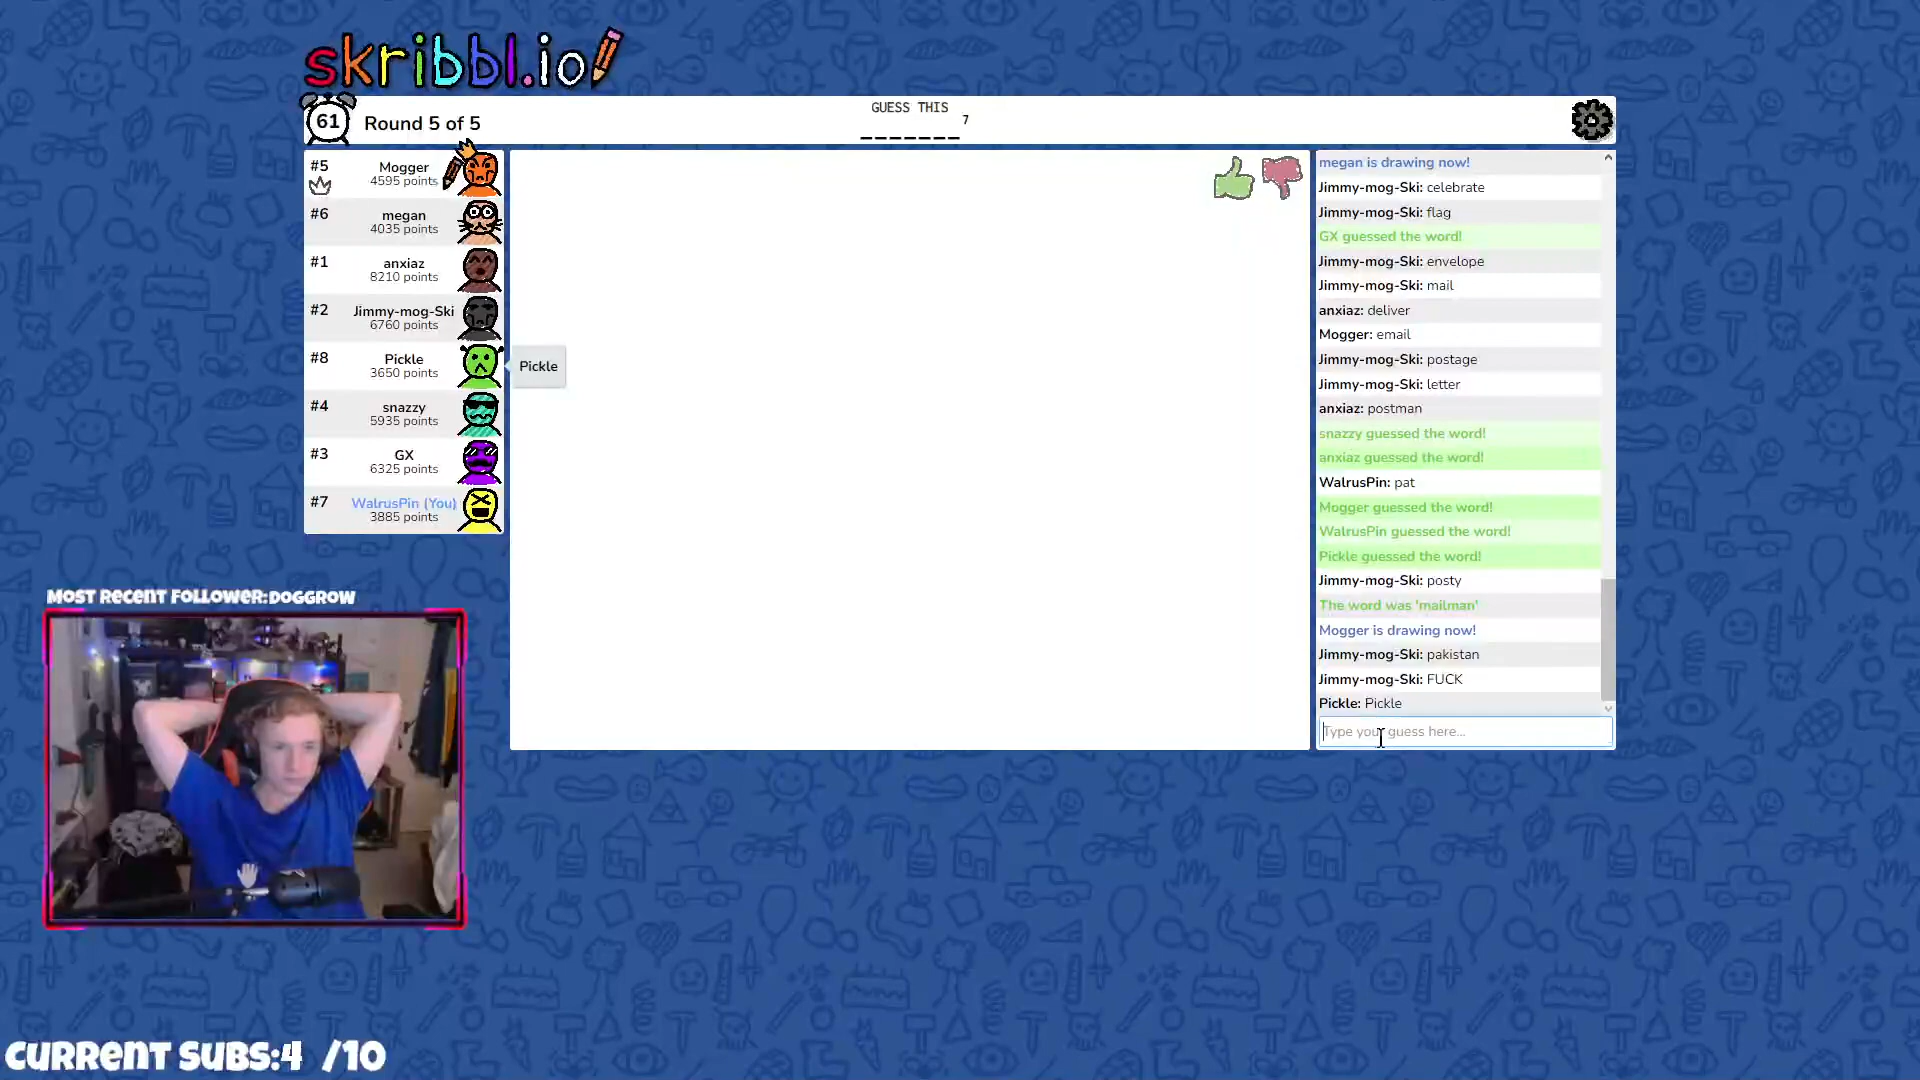 skribbl.io
61
Round 5 of 5
GUESS THIS
_______ 7
#5
Mogger
4595 points
#6
megan
4035 points
#1
anxiaz
8210 points
#2
Jimmy-mog-Ski
6760 points
#8
Pickle
3650 points
Pickle
#4
snazzy
5935 points
#3
GX
6325 points
#7
WalrusPin (You)
3885 points
megan is drawing now!
Jimmy-mog-Ski: celebrate
Jimmy-mog-Ski: flag
GX guessed the word!
Jimmy-mog-Ski: envelope
Jimmy-mog-Ski: mail
anxiaz: deliver
Mogger: email
Jimmy-mog-Ski: postage
Jimmy-mog-Ski: letter
anxiaz: postman
snazzy guessed the word!
anxiaz guessed the word!
WalrusPin: pat
Mogger guessed the word!
WalrusPin guessed the word!
Pickle guessed the word!
Jimmy-mog-Ski: posty
The word was 'mailman'
Mogger is drawing now!
Jimmy-mog-Ski: pakistan
Jimmy-mog-Ski: FUCK
Pickle: Pickle
Type your guess here...
MOST RECENT FOLLOWER:DOGGROW
CURRENT SUBS:4 /10